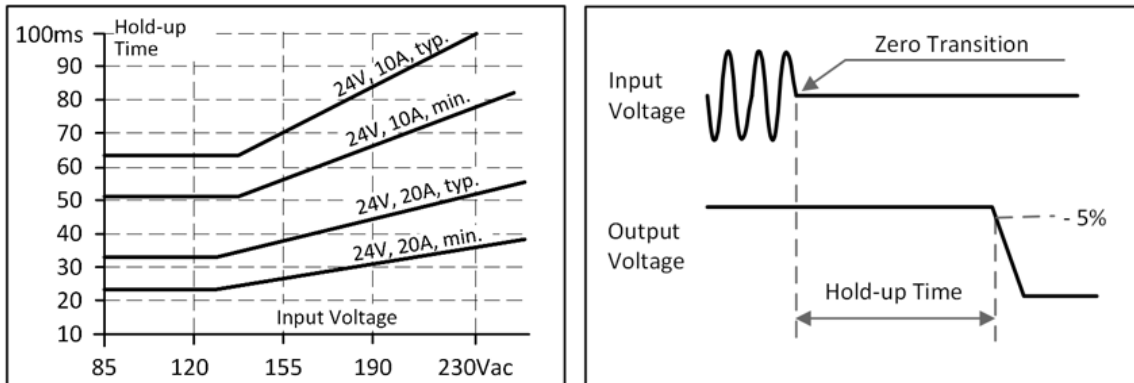 100ms
Hold-up
Time
90
80
70
60
50
40
30
20
10
24V, 10A, typ.
24V, 10A, min.
24V, 20A, typ.
24V, 20A, min.
Input Voltage
85 120 155 190 230Vac
Zero Transition
Input
Voltage
Output
Voltage
- 5%
Hold-up Time